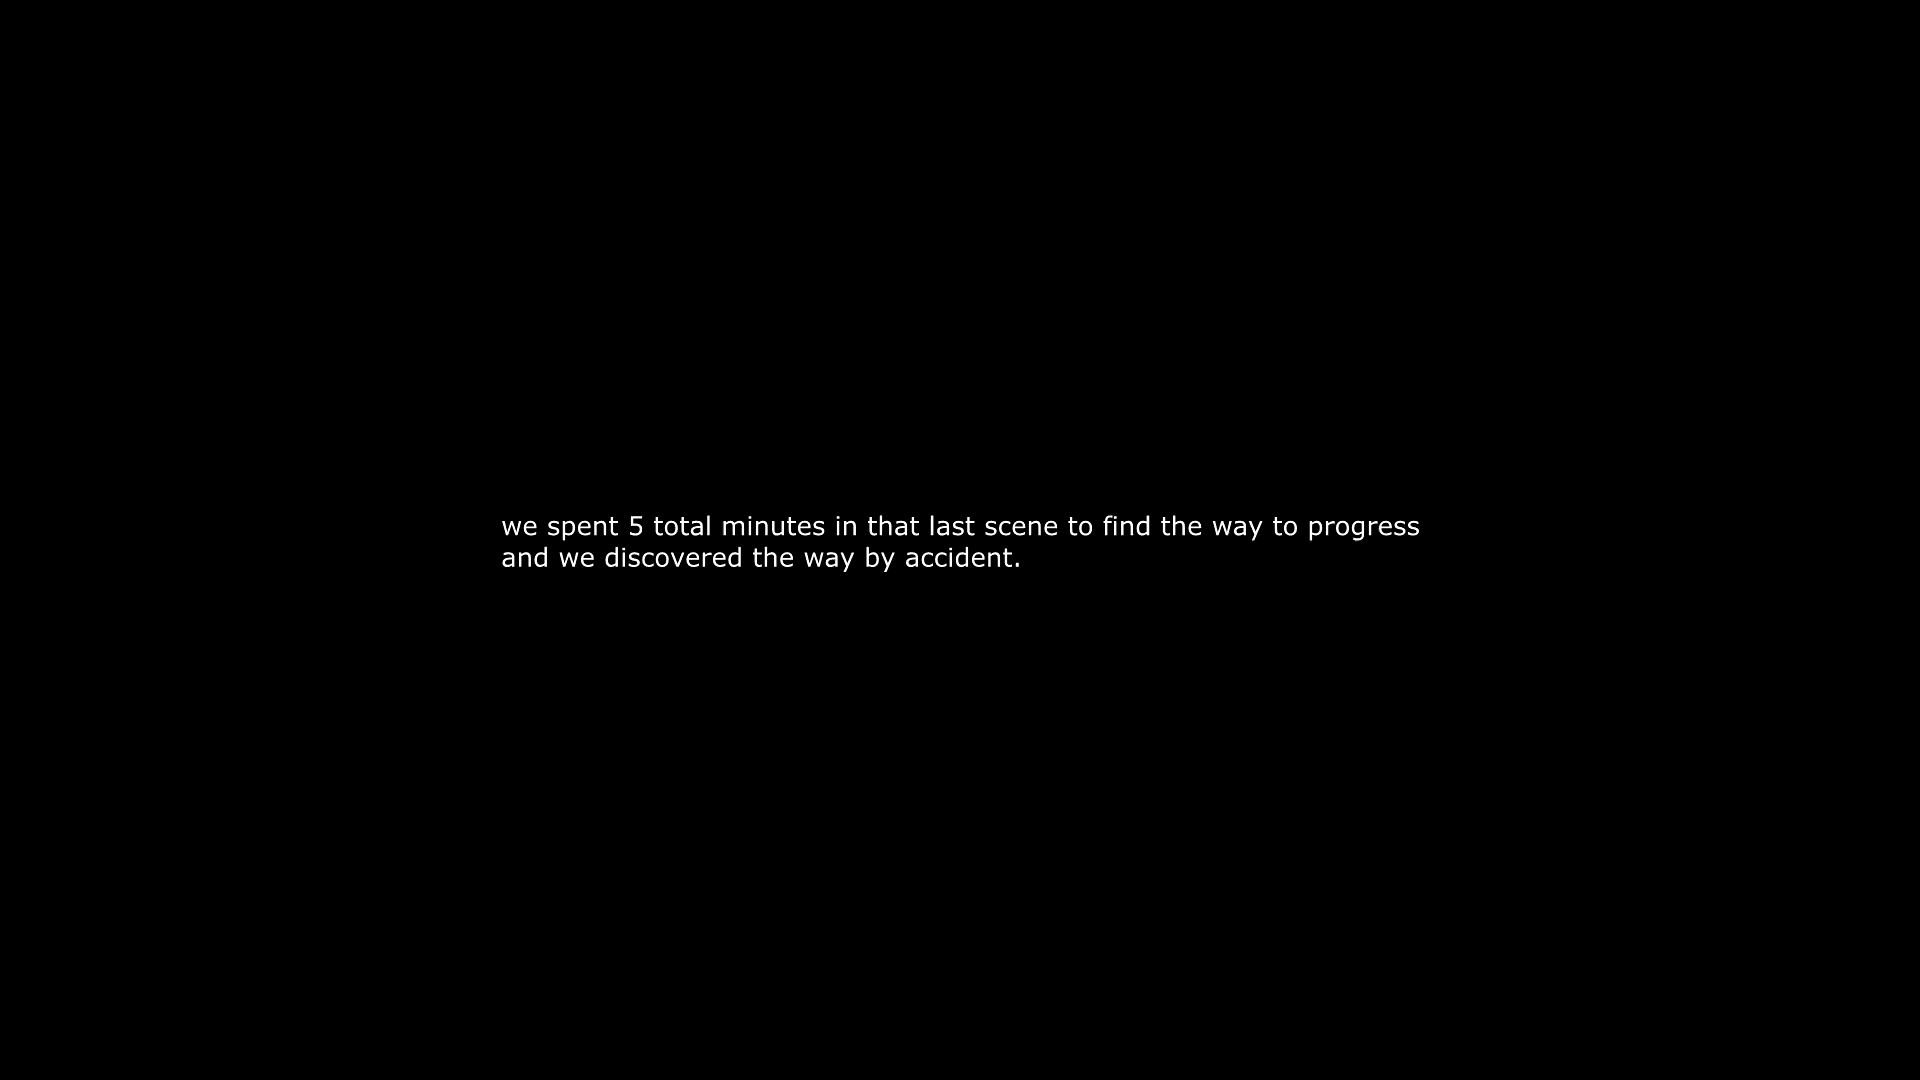 we spent 5 total minutes in that last scene to find the way to progress
and we discovered the way by accident.